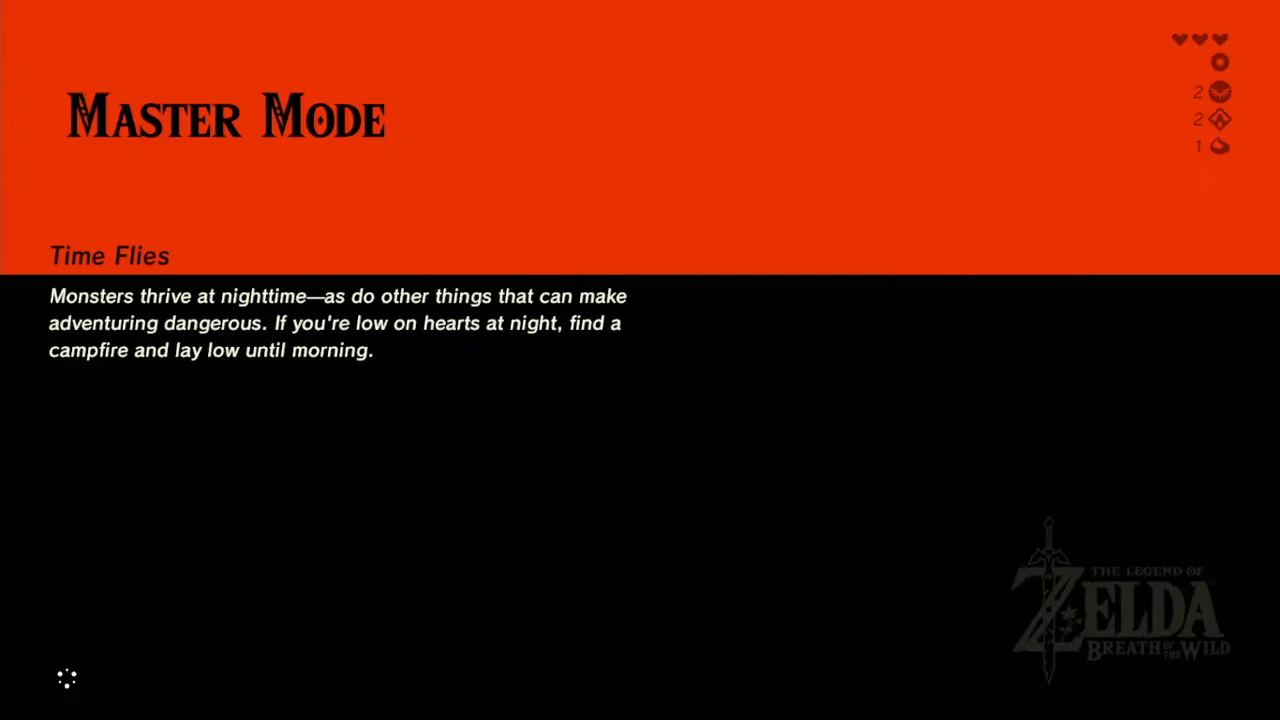 MASTER MODE
2
2
1
Time Flies
Monsters thrive at nighttime—as do other things that can make
adventuring dangerous. If you're low on hearts at night, find a
campfire and lay low until morning.
THE LEGEND OF
ZELDA
BREATH OF THE WILD